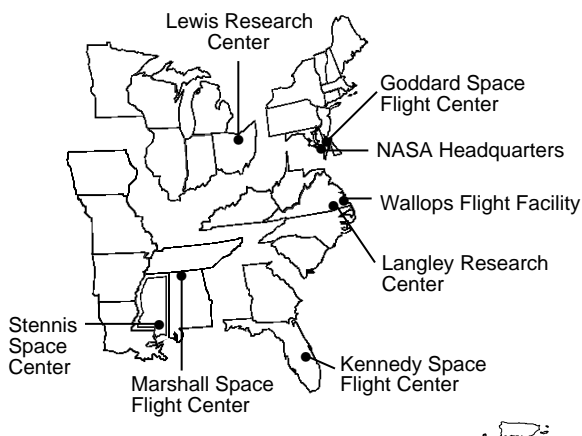 Lewis Research
Center
Goddard Space
Flight Center
NASA Headquarters
Wallops Flight Facility
Langley Research
Center
Stennis
Space
Center
Marshall Space
Flight Center
Kennedy Space
Flight Center